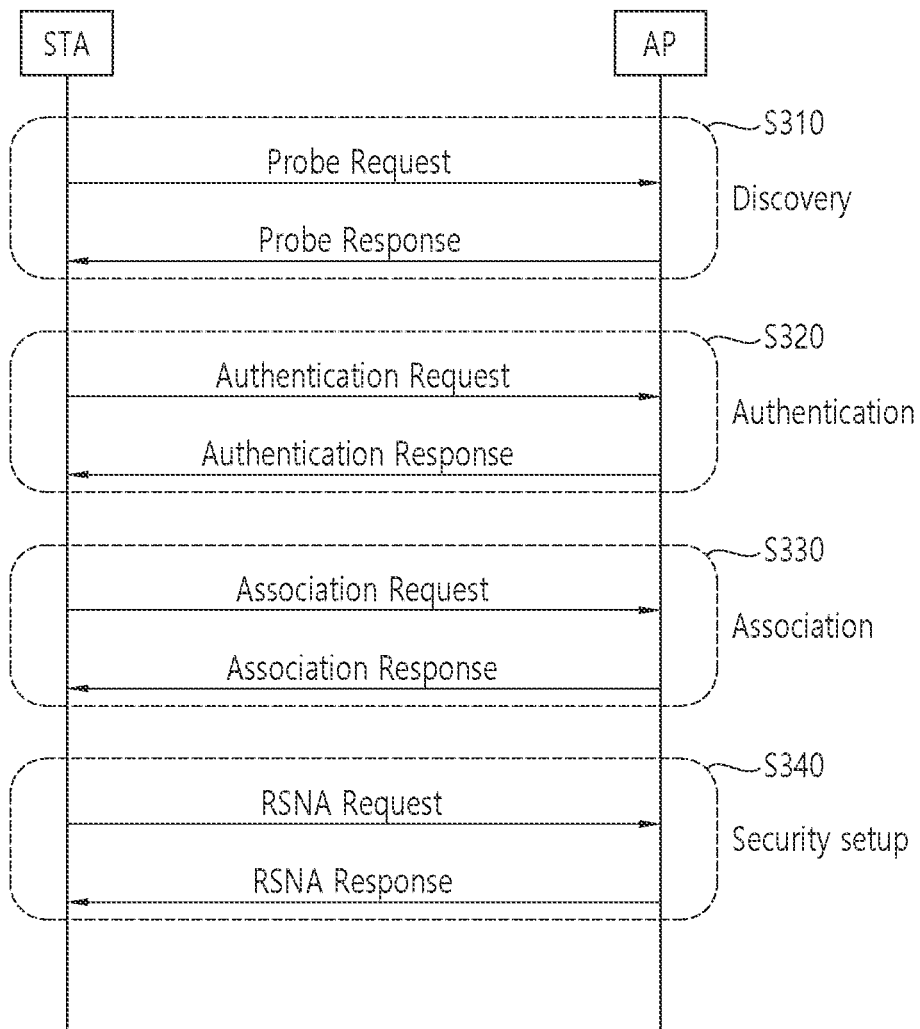 STA
AP
S310
Probe Request
Discovery
Probe Response
S320
Authentication Request
Authentication
Authentication Response
S330
Association Request
Association
Association Response
S340
RSNA Request
Security setup
RSNA Response